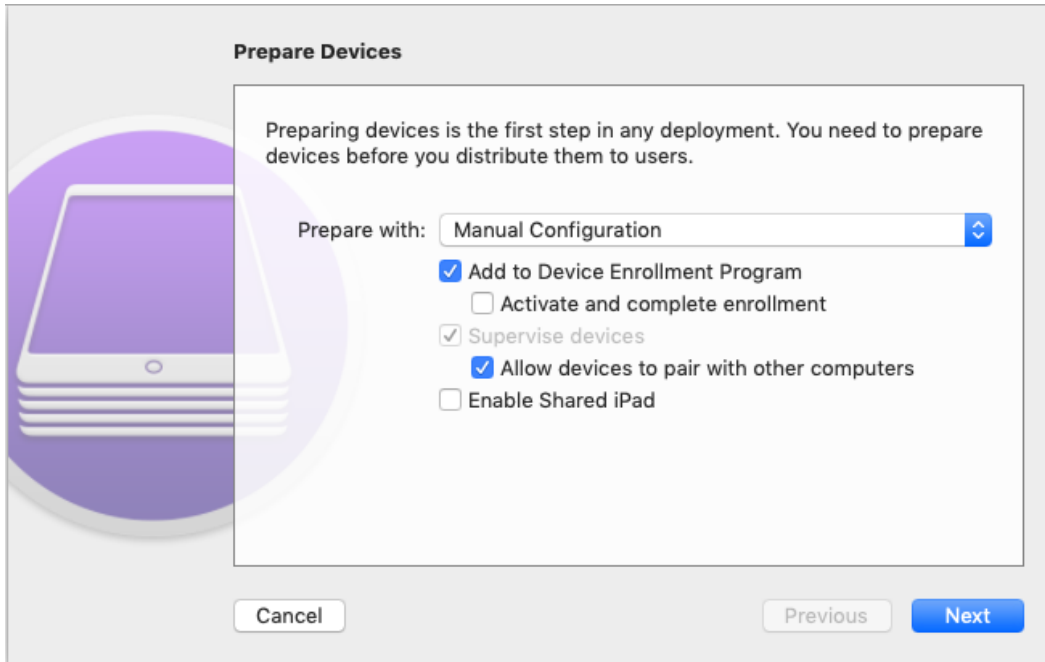 Prepare Devices
Preparing devices is the first step in any deployment. You need to prepare
devices before you distribute them to users.
Prepare with: Manual Configuration
Add to Device Enrollment Program
Activate and complete enrollment
Supervise devices
Allow devices to pair with other computers
Enable Shared iPad
Cancel Previous Next